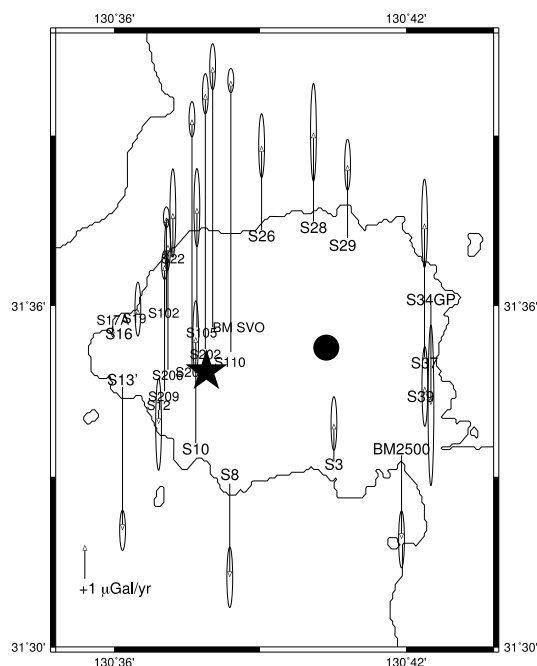 130˚36' 130˚42'
S26
S28
S29
S22
S34GP
S17A
S19
S102
S16
BM SVO
S105
31˚36' 31˚36'
S202
S110
S37
S13'
S206
S209
S39
S12
S10
BM2500
S8
S3
+1 μGal/yr
31˚30' 31˚30'
130˚36' 130˚42'